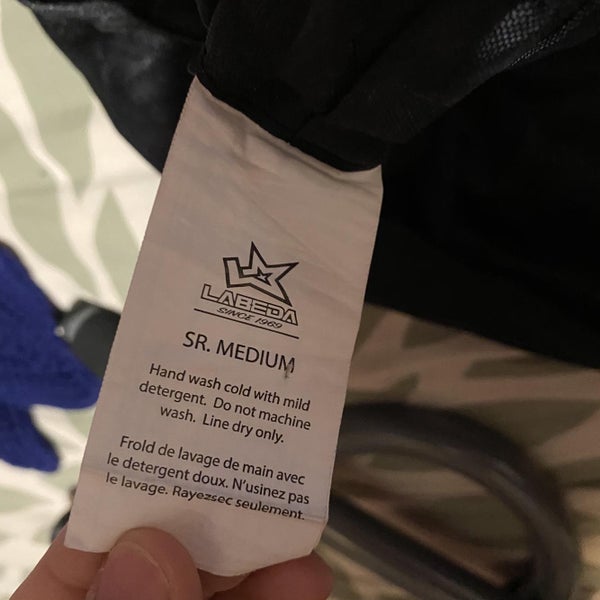 LABEDA
SINCE 1969
SR. MEDIUM
Hand wash cold with mild
detergent. Do not machine
wash. Line dry only.
Frold de lavage de main avec
le detergent doux. N'usinez pas
le lavage. Rayezsec seulement.